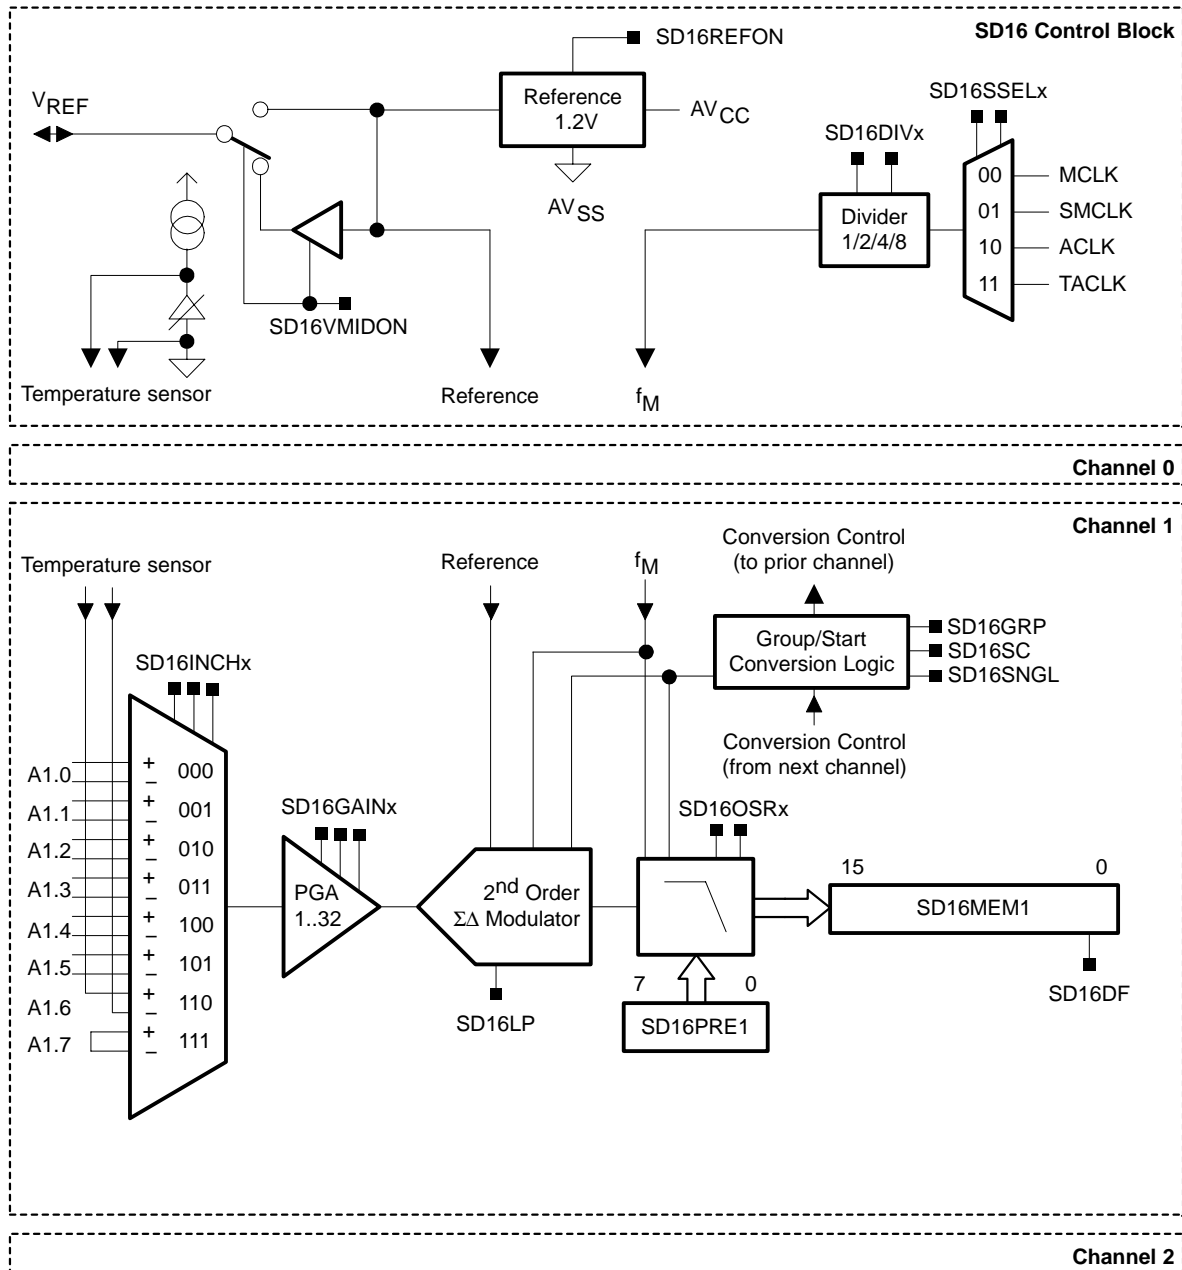 SD16 Control Block
SD16REFON
VREF
Reference
1.2V
AVCC
AVSS
SD16SSELx
SD16DIVx
00 MCLK
01 SMCLK
10 ACLK
11 TACLK
Divider
1/2/4/8
SD16VMIDON
Temperature sensor
Reference
fM
Channel 0
Channel 1
Temperature sensor
Reference
fM
Conversion Control
(to prior channel)
Group/Start
Conversion Logic
SD16GRP
SD16SC
SD16SNGL
Conversion Control
(from next channel)
SD16INCHx
A1.0 + − 000
A1.1 + − 001
A1.2 + − 010
A1.3 + − 011
A1.4 + − 100
A1.5 + − 101
A1.6 + − 110
A1.7 + − 111
SD16GAINx
PGA
1..32
2nd Order
ΣΔ Modulator
SD16LP
SD16OSRx
15 0
SD16MEM1
SD16DF
7 0
SD16PRE1
Channel 2